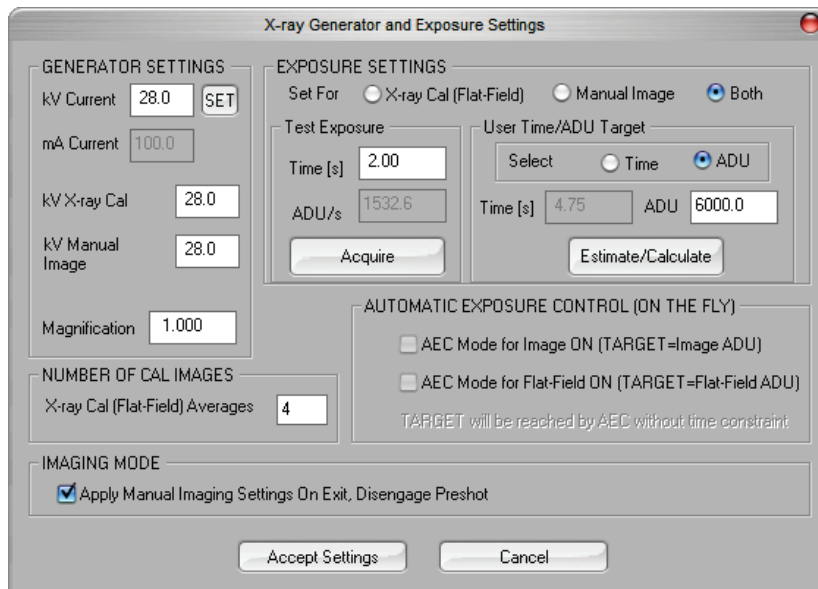 X-ray Generator and Exposure Settings
GENERATOR SETTINGS
kV Current 28.0 SET
mA Current 100.0
kV X-ray Cal 28.0
kV Manual
Image 28.0
Magnification 1.000
EXPOSURE SETTINGS
Set For X-ray Cal (Flat-Field) Manual Image Both
Test Exposure
Time [s] 2.00
ADU/s 1532.6
Acquire
User Time/ADU Target
Select Time ADU
Time [s] 4.75 ADU 6000.0
Estimate/Calculate
AUTOMATIC EXPOSURE CONTROL (ON THE FLY)
AEC Mode for Image ON (TARGET=Image ADU)
AEC Mode for Flat-Field ON (TARGET=Flat-Field ADU)
TARGET will be reached by AEC without time constraint
NUMBER OF CAL IMAGES
X-ray Cal (Flat-Field) Averages 4
IMAGING MODE
Apply Manual Imaging Settings On Exit, Disengage Preshot
Accept Settings Cancel